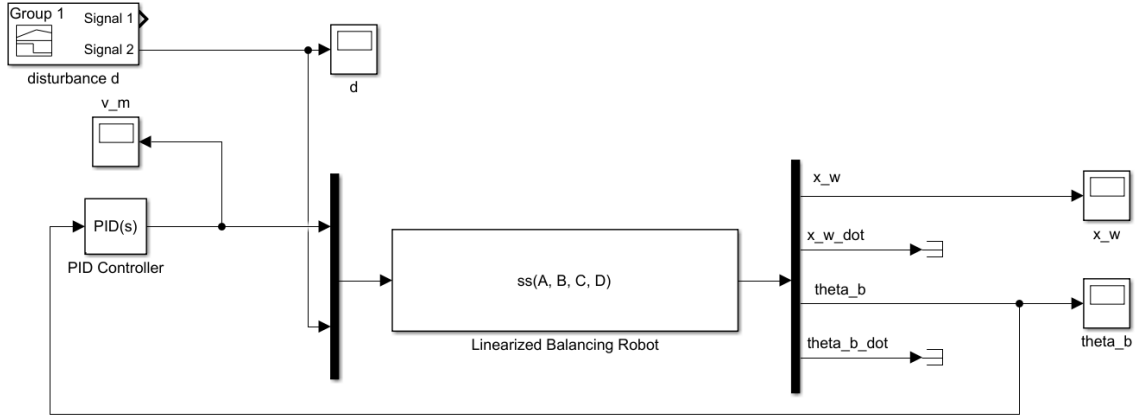 Group 1
Signal 1
Signal 2
disturbance d
d
v_m
PID(s)
PID Controller
ss(A, B, C, D)
Linearized Balancing Robot
x_w
x_w
x_w_dot
theta_b
theta_b
theta_b_dot